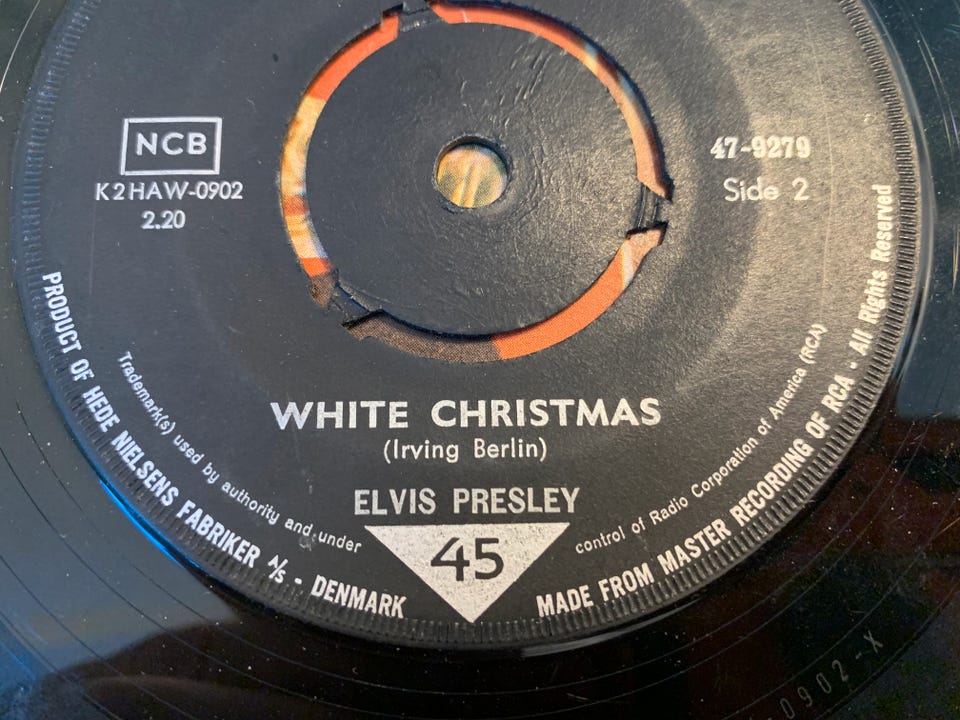 NCB
K2HAW-0902
2.20
47-9279
Side 2
WHITE CHRISTMAS
(Irving Berlin)
ELVIS PRESLEY
45
Trademark(s) used by authority and under
control of Radio Corporation of America (RCA)
PRODUCT OF HEDE NIELSENS FABRIKER A/S - DENMARK
MADE FROM MASTER RECORDING OF RCA - All Rights Reserved
0902-X